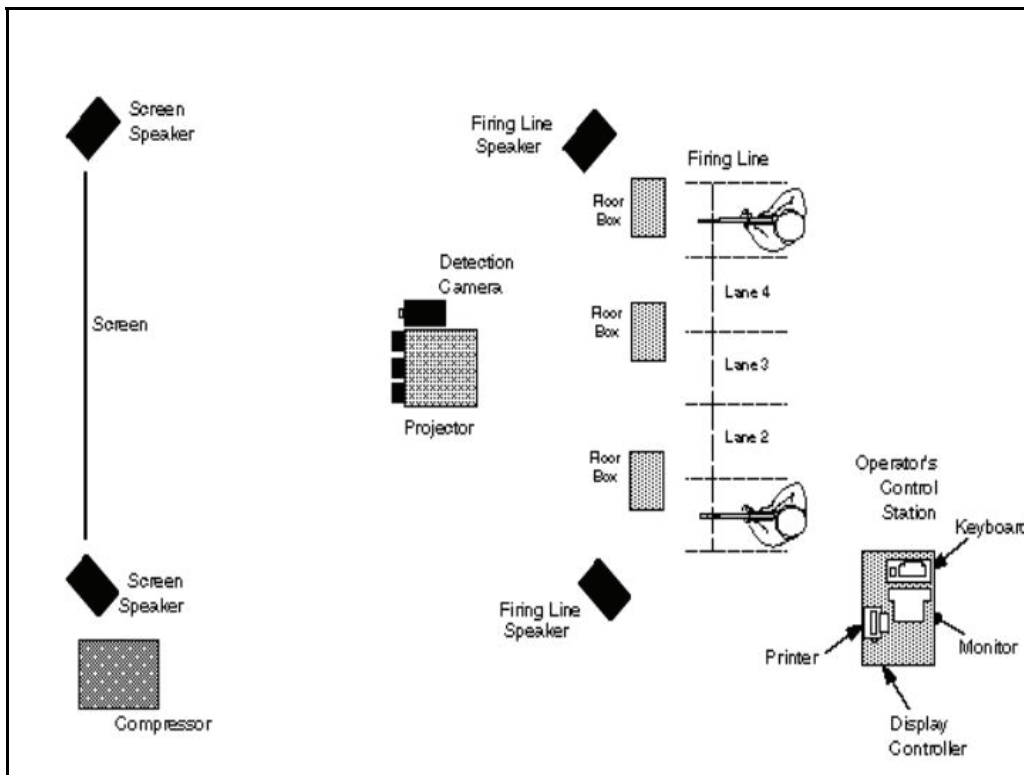 Screen
Speaker
Firing Line
Speaker
Firing Line
Floor
Box
Detection
Camera
Lane 4
Floor
Box
Screen
Lane 3
Projector
Lane 2
Floor
Box
Operator's
Control
Station
Keyboard
Screen
Speaker
Firing Line
Speaker
Printer
Monitor
Compressor
Display
Controller